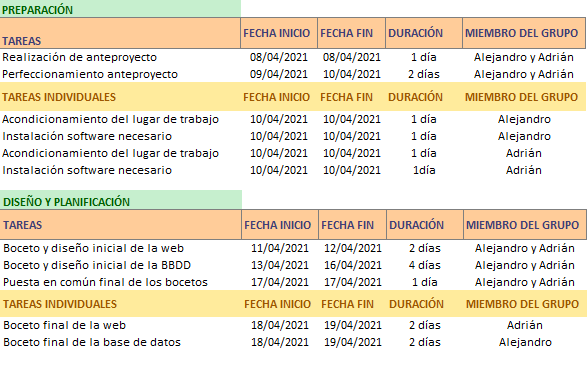 PREPARACIÓN
TAREAS FECHA INICIO FECHA FIN DURACIÓN MIEMBRO DEL GRUPO
Realización de anteproyecto 08/04/2021 08/04/2021 1 día Alejandro y Adrián
Perfeccionamiento anteproyecto 09/04/2021 10/04/2021 2 días Alejandro y Adrián
TAREAS INDIVIDUALES FECHA INICIO FECHA FIN DURACIÓN MIEMBRO DEL GRUPO
Acondicionamiento del lugar de trabajo 10/04/2021 10/04/2021 1 día Alejandro
Instalación software necesario 10/04/2021 10/04/2021 1 día Alejandro
Acondicionamiento del lugar de trabajo 10/04/2021 10/04/2021 1 día Adrián
Instalación software necesario 10/04/2021 10/04/2021 1día Adrián
DISEÑO Y PLANIFICACIÓN
TAREAS FECHA INICIO FECHA FIN DURACIÓN MIEMBRO DEL GRUPO
Boceto y diseño inicial de la web 11/04/2021 12/04/2021 2 días Alejandro y Adrián
Boceto y diseño inicial de la BBDD 13/04/2021 16/04/2021 4 días Alejandro y Adrián
Puesta en común final de los bocetos 17/04/2021 17/04/2021 1 día Alejandro y Adrián
TAREAS INDIVIDUALES FECHA INICIO FECHA FIN DURACIÓN MIEMBRO DEL GRUPO
Boceto final de la web 18/04/2021 19/04/2021 2 días Adrián
Boceto final de la base de datos 18/04/2021 19/04/2021 2 días Alejandro